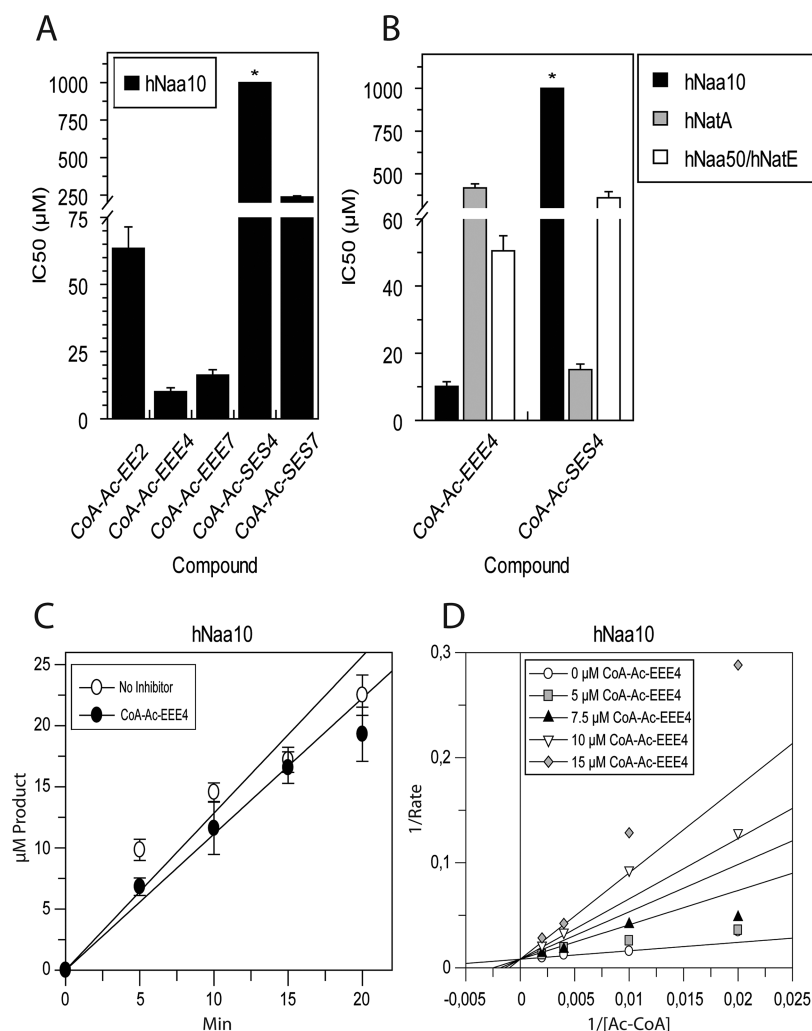 A
hNaa10
*
1000
750
500
250
75
50
25
0
IC50 (µM)
CoA-Ac-EE2
CoA-Ac-EEE4
CoA-Ac-EEE7
CoA-Ac-SES4
CoA-Ac-SES7
Compound
B
hNaa10
hNatA
hNaa50/hNatE
*
1000
750
500
250
60
40
20
0
IC50 (µM)
CoA-Ac-EEE4
CoA-Ac-SES4
Compound
C
hNaa10
No Inhibitor
CoA-Ac-EEE4
25
20
15
10
5
0
µM Product
0
5
10
15
20
Min
D
hNaa10
0 µM CoA-Ac-EEE4
5 µM CoA-Ac-EEE4
7.5 µM CoA-Ac-EEE4
10 µM CoA-Ac-EEE4
15 µM CoA-Ac-EEE4
0,3
0,2
0,1
0
1/Rate
-0,005
0
0,005
0,01
0,015
0,02
0,025
1/[Ac-CoA]